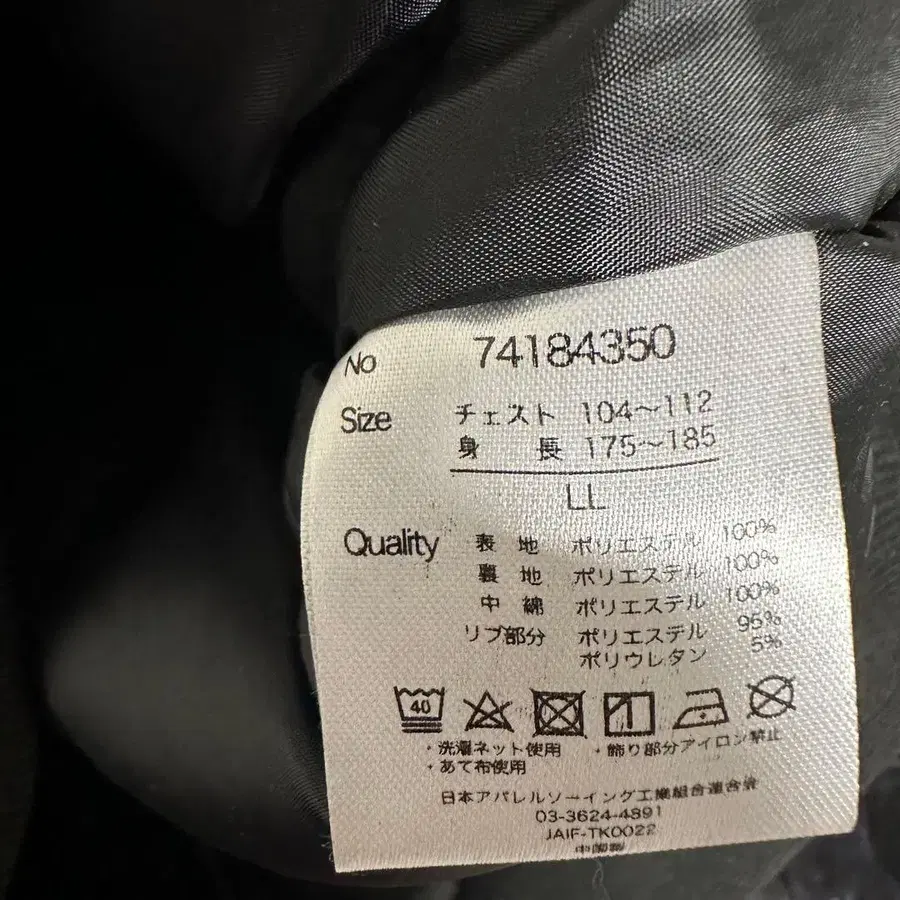 No 74184350
Size チェスト 104〜112
身長 175〜185
LL
Quality 表地 ポリエステル 100%
裏地 ポリエステル 100%
中綿 ポリエステル 100%
リブ部分 ポリエステル 95%
ポリウレタン 5%
40
・洗濯ネット使用 ・飾り部分アイロン禁止
・あて布使用
日本アパレルソーイング工業組合連合会
03-3624-4891
JAIF-TK0022
中国製